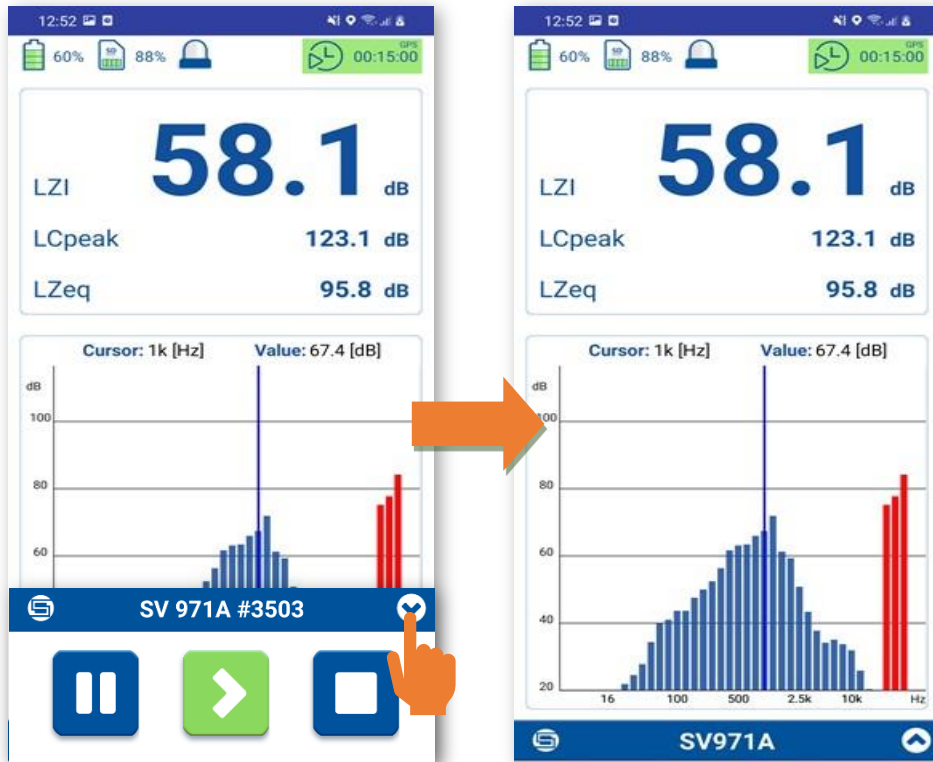 12:52
60% SD 88% GPS 00:15:00
LZI 58.1 dB
LCpeak 123.1 dB
LZeq 95.8 dB
Cursor: 1k [Hz] Value: 67.4 [dB]
dB
100
80
60
SV 971A #3503
12:52
60% SD 88% GPS 00:15:00
LZI 58.1 dB
LCpeak 123.1 dB
LZeq 95.8 dB
Cursor: 1k [Hz] Value: 67.4 [dB]
dB
100
80
60
40
20
16 100 500 2.5k 10k Hz
SV971A